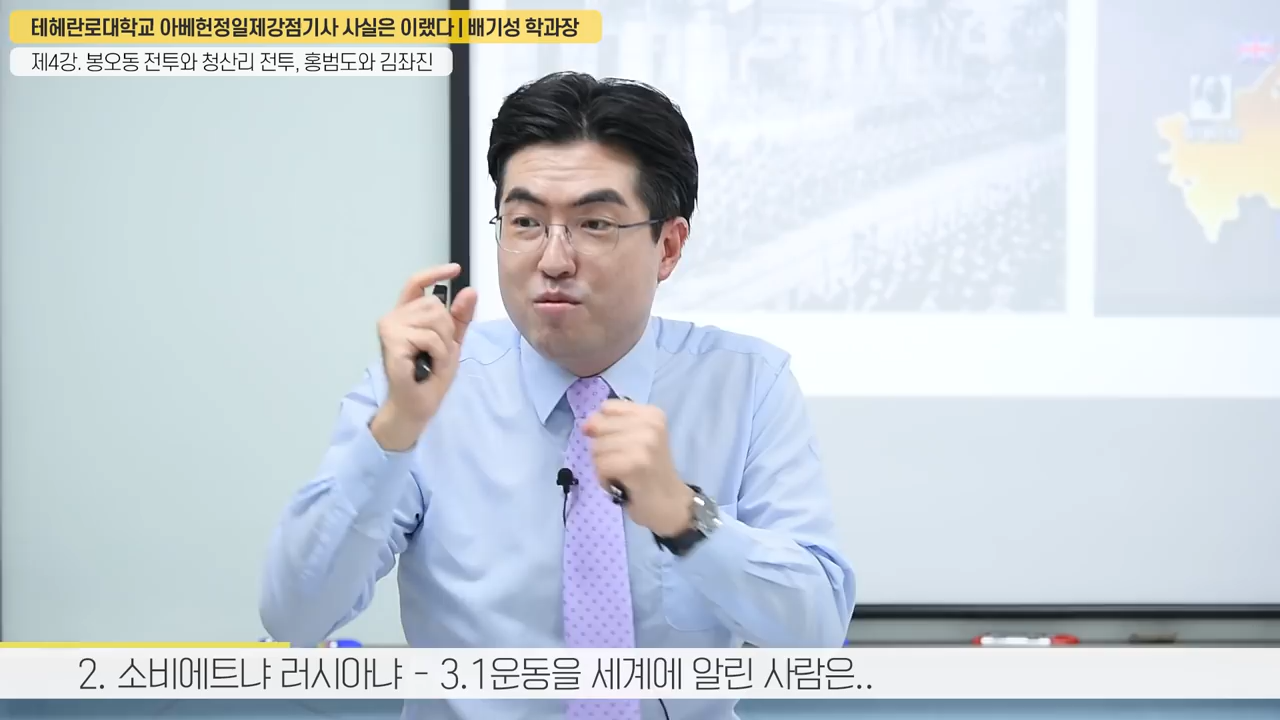 테헤란로대학교 아베헌정일제강점기사 사실은 이랬다 | 배기성 학과장
제4강. 봉오동 전투와 청산리 전투, 홍범도와 김좌진
2. 소비에트냐 러시아냐 - 3.1운동을 세계에 알린 사람은..